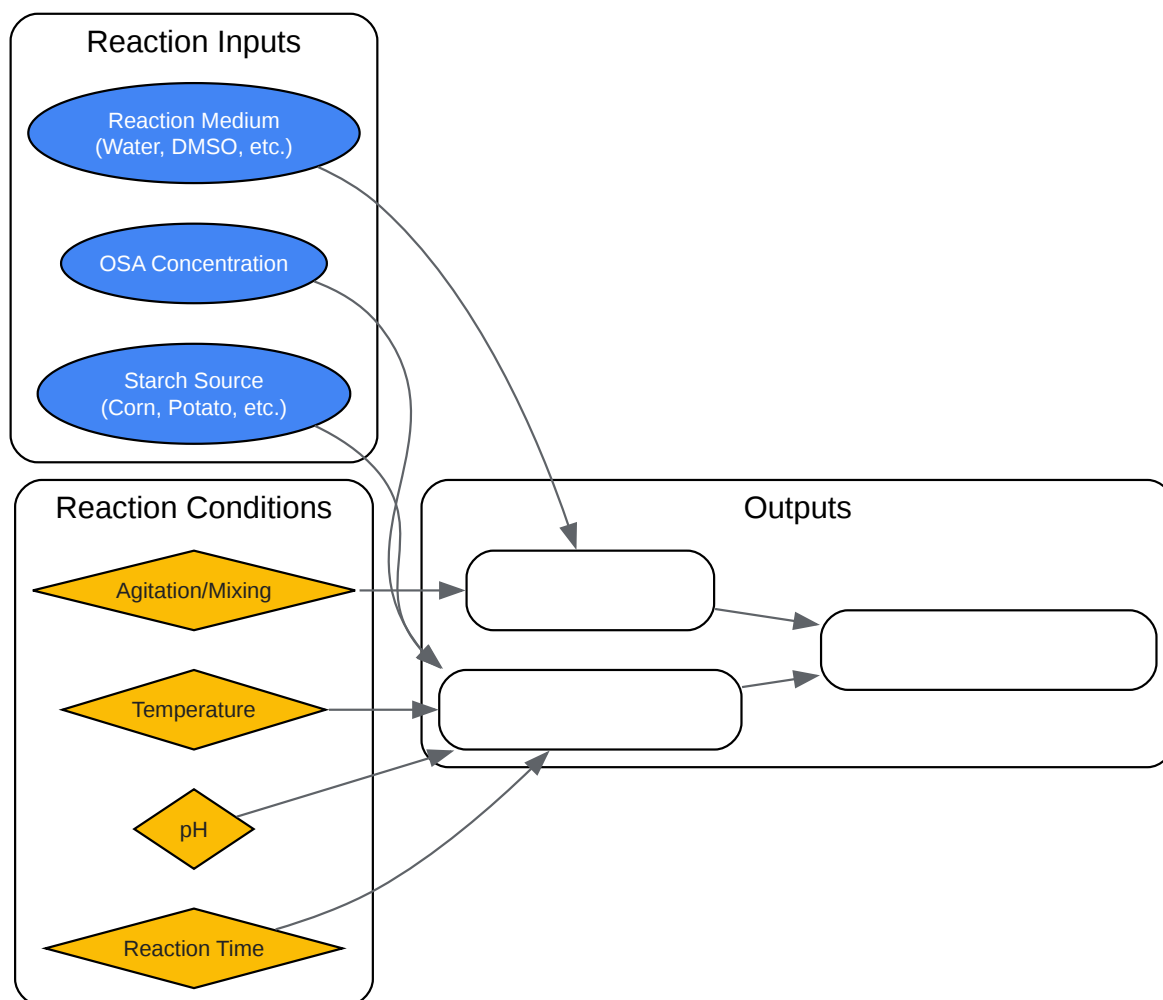 Reaction Inputs
Reaction Medium
(Water, DMSO, etc.)
OSA Concentration
Starch Source
(Corn, Potato, etc.)
Reaction Conditions
Agitation/Mixing
Temperature
pH
Reaction Time
Outputs